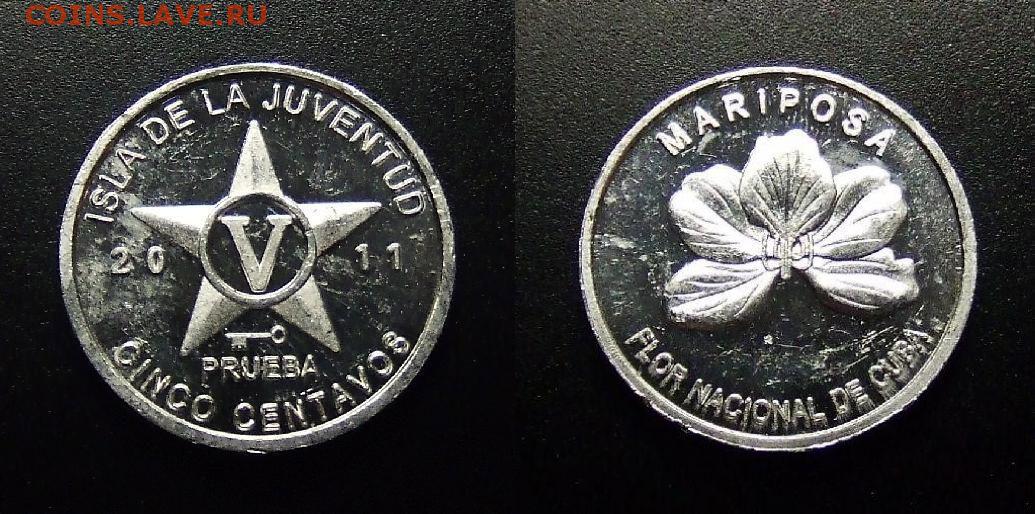 COINS.LAVE.RU
ISLA DE LA JUVENTUD
V
20 11
PRUEBA
CINCO CENTAVOS
MARIPOSA
FLOR NACIONAL DE CUBA